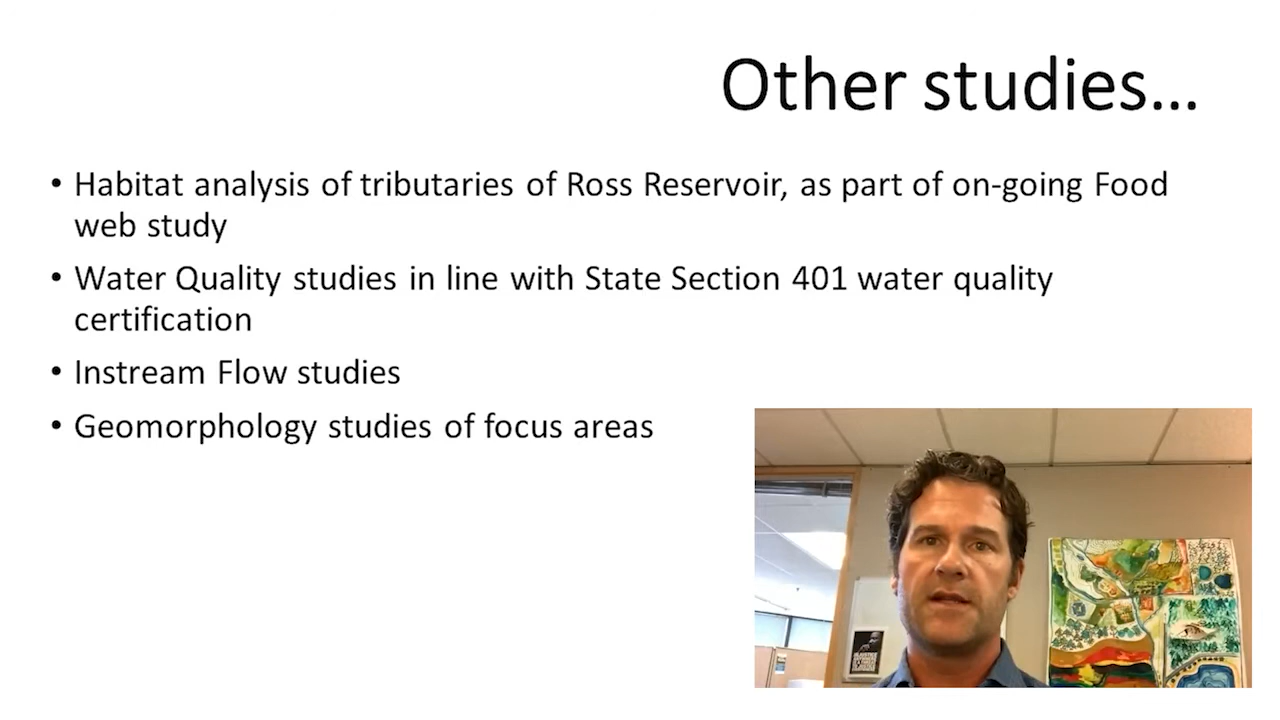 Other studies...
• Habitat analysis of tributaries of Ross Reservoir, as part of on-going Food
web study
• Water Quality studies in line with State Section 401 water quality
certification
• Instream Flow studies
• Geomorphology studies of focus areas